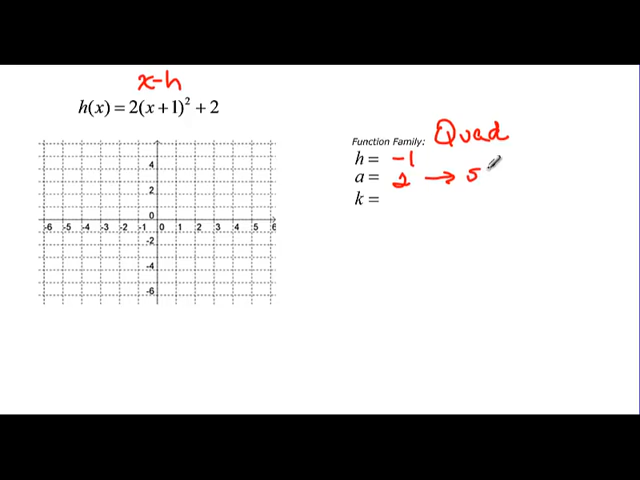 x-h
h(x) = 2(x + 1)² + 2
Function Family: Quad
h = -1
a = 2 → 5
k =
4
2
0
-6 -5 -4 -3 -2 -1 0 1 2 3 4 5 6
-2
-4
-6